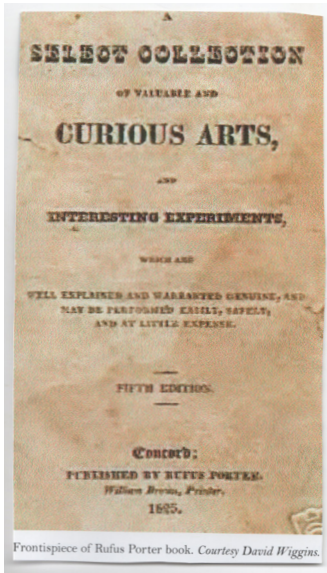 A
SELECT COLLECTION
OF VALUABLE AND
CURIOUS ARTS,
AND
INTERESTING EXPERIMENTS,
WHICH ARE
WELL EXPLAINED AND WARRANTED GENUINE, AND
MAY BE PERFORMED EASILY, SAFELY,
AND AT LITTLE EXPENSE.
FIFTH EDITION.
Concord:
PUBLISHED BY RUFUS PORTER.
William Brown, Printer.
1825.
Frontispiece of Rufus Porter book. Courtesy David Wiggins.